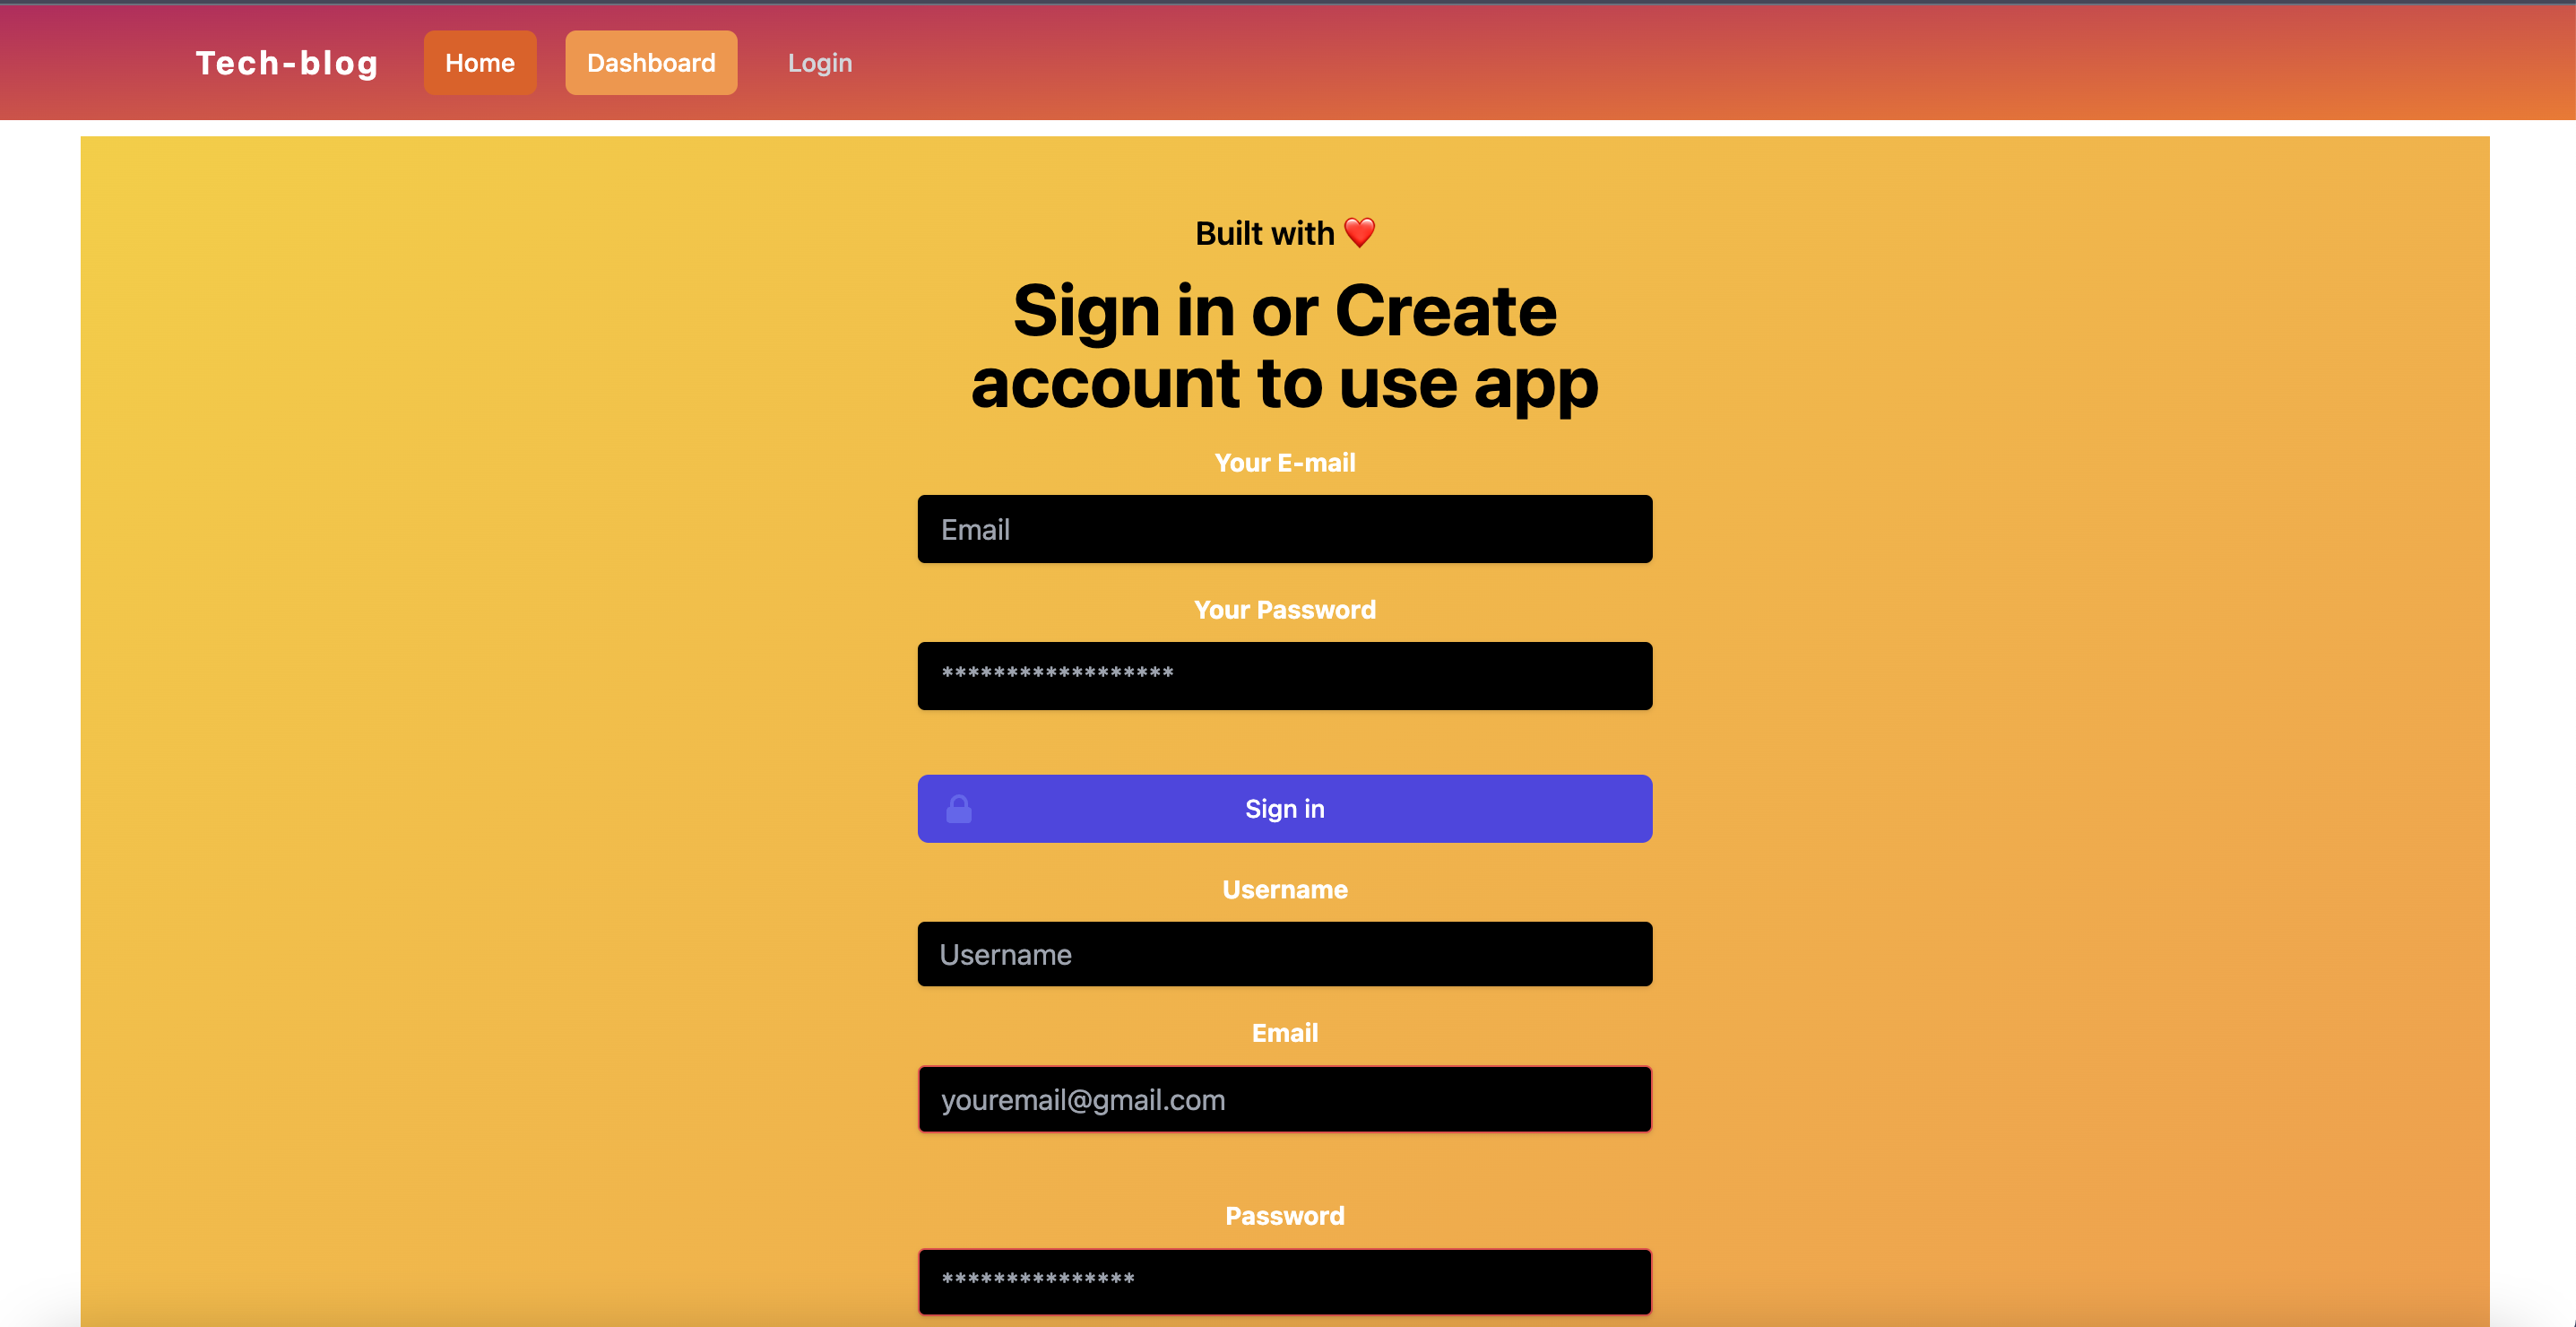 Tech-blog Home Dashboard Login
Built with ❤️
Sign in or Create
account to use app
Your E-mail
Email
Your Password
******************
Sign in
Username
Username
Email
youremail@gmail.com
Password
***************